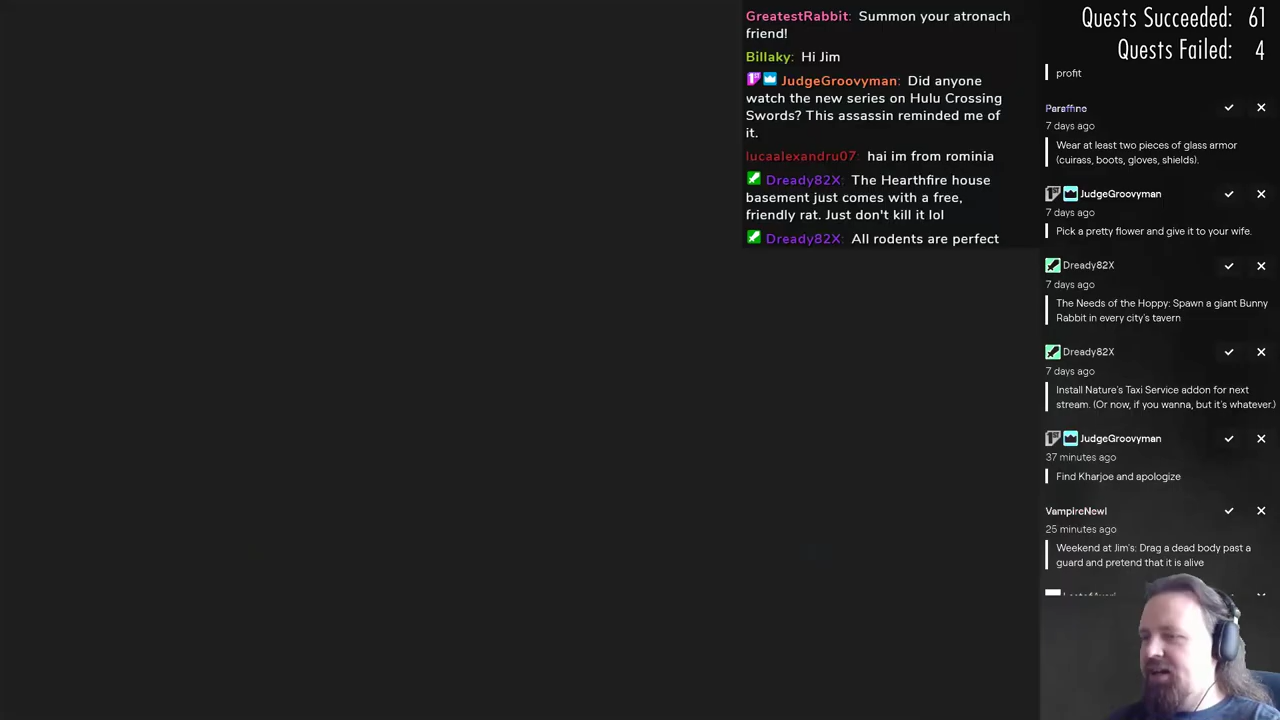 GreatestRabbit: Summon your atronach
friend!
Billaky: Hi Jim
JudgeGroovyman: Did anyone
watch the new series on Hulu Crossing
Swords? This assassin reminded me of
it.
lucaalexandru07: hai im from rominia
Dready82X: The Hearthfire house
basement just comes with a free,
friendly rat. Just don't kill it lol
Dready82X: All rodents are perfect
Quests Succeeded: 61
Quests Failed: 4
profit
Paraffine
7 days ago
Wear at least two pieces of glass armor
(cuirass, boots, gloves, shields).
JudgeGroovyman
7 days ago
Pick a pretty flower and give it to your wife.
Dready82X
7 days ago
The Needs of the Hoppy: Spawn a giant Bunny
Rabbit in every city's tavern
Dready82X
7 days ago
Install Nature's Taxi Service addon for next
stream. (Or now, if you wanna, but it's whatever.)
JudgeGroovyman
37 minutes ago
Find Kharjoe and apologize
VampireNewl
25 minutes ago
Weekend at Jim's: Drag a dead body past a
guard and pretend that it is alive